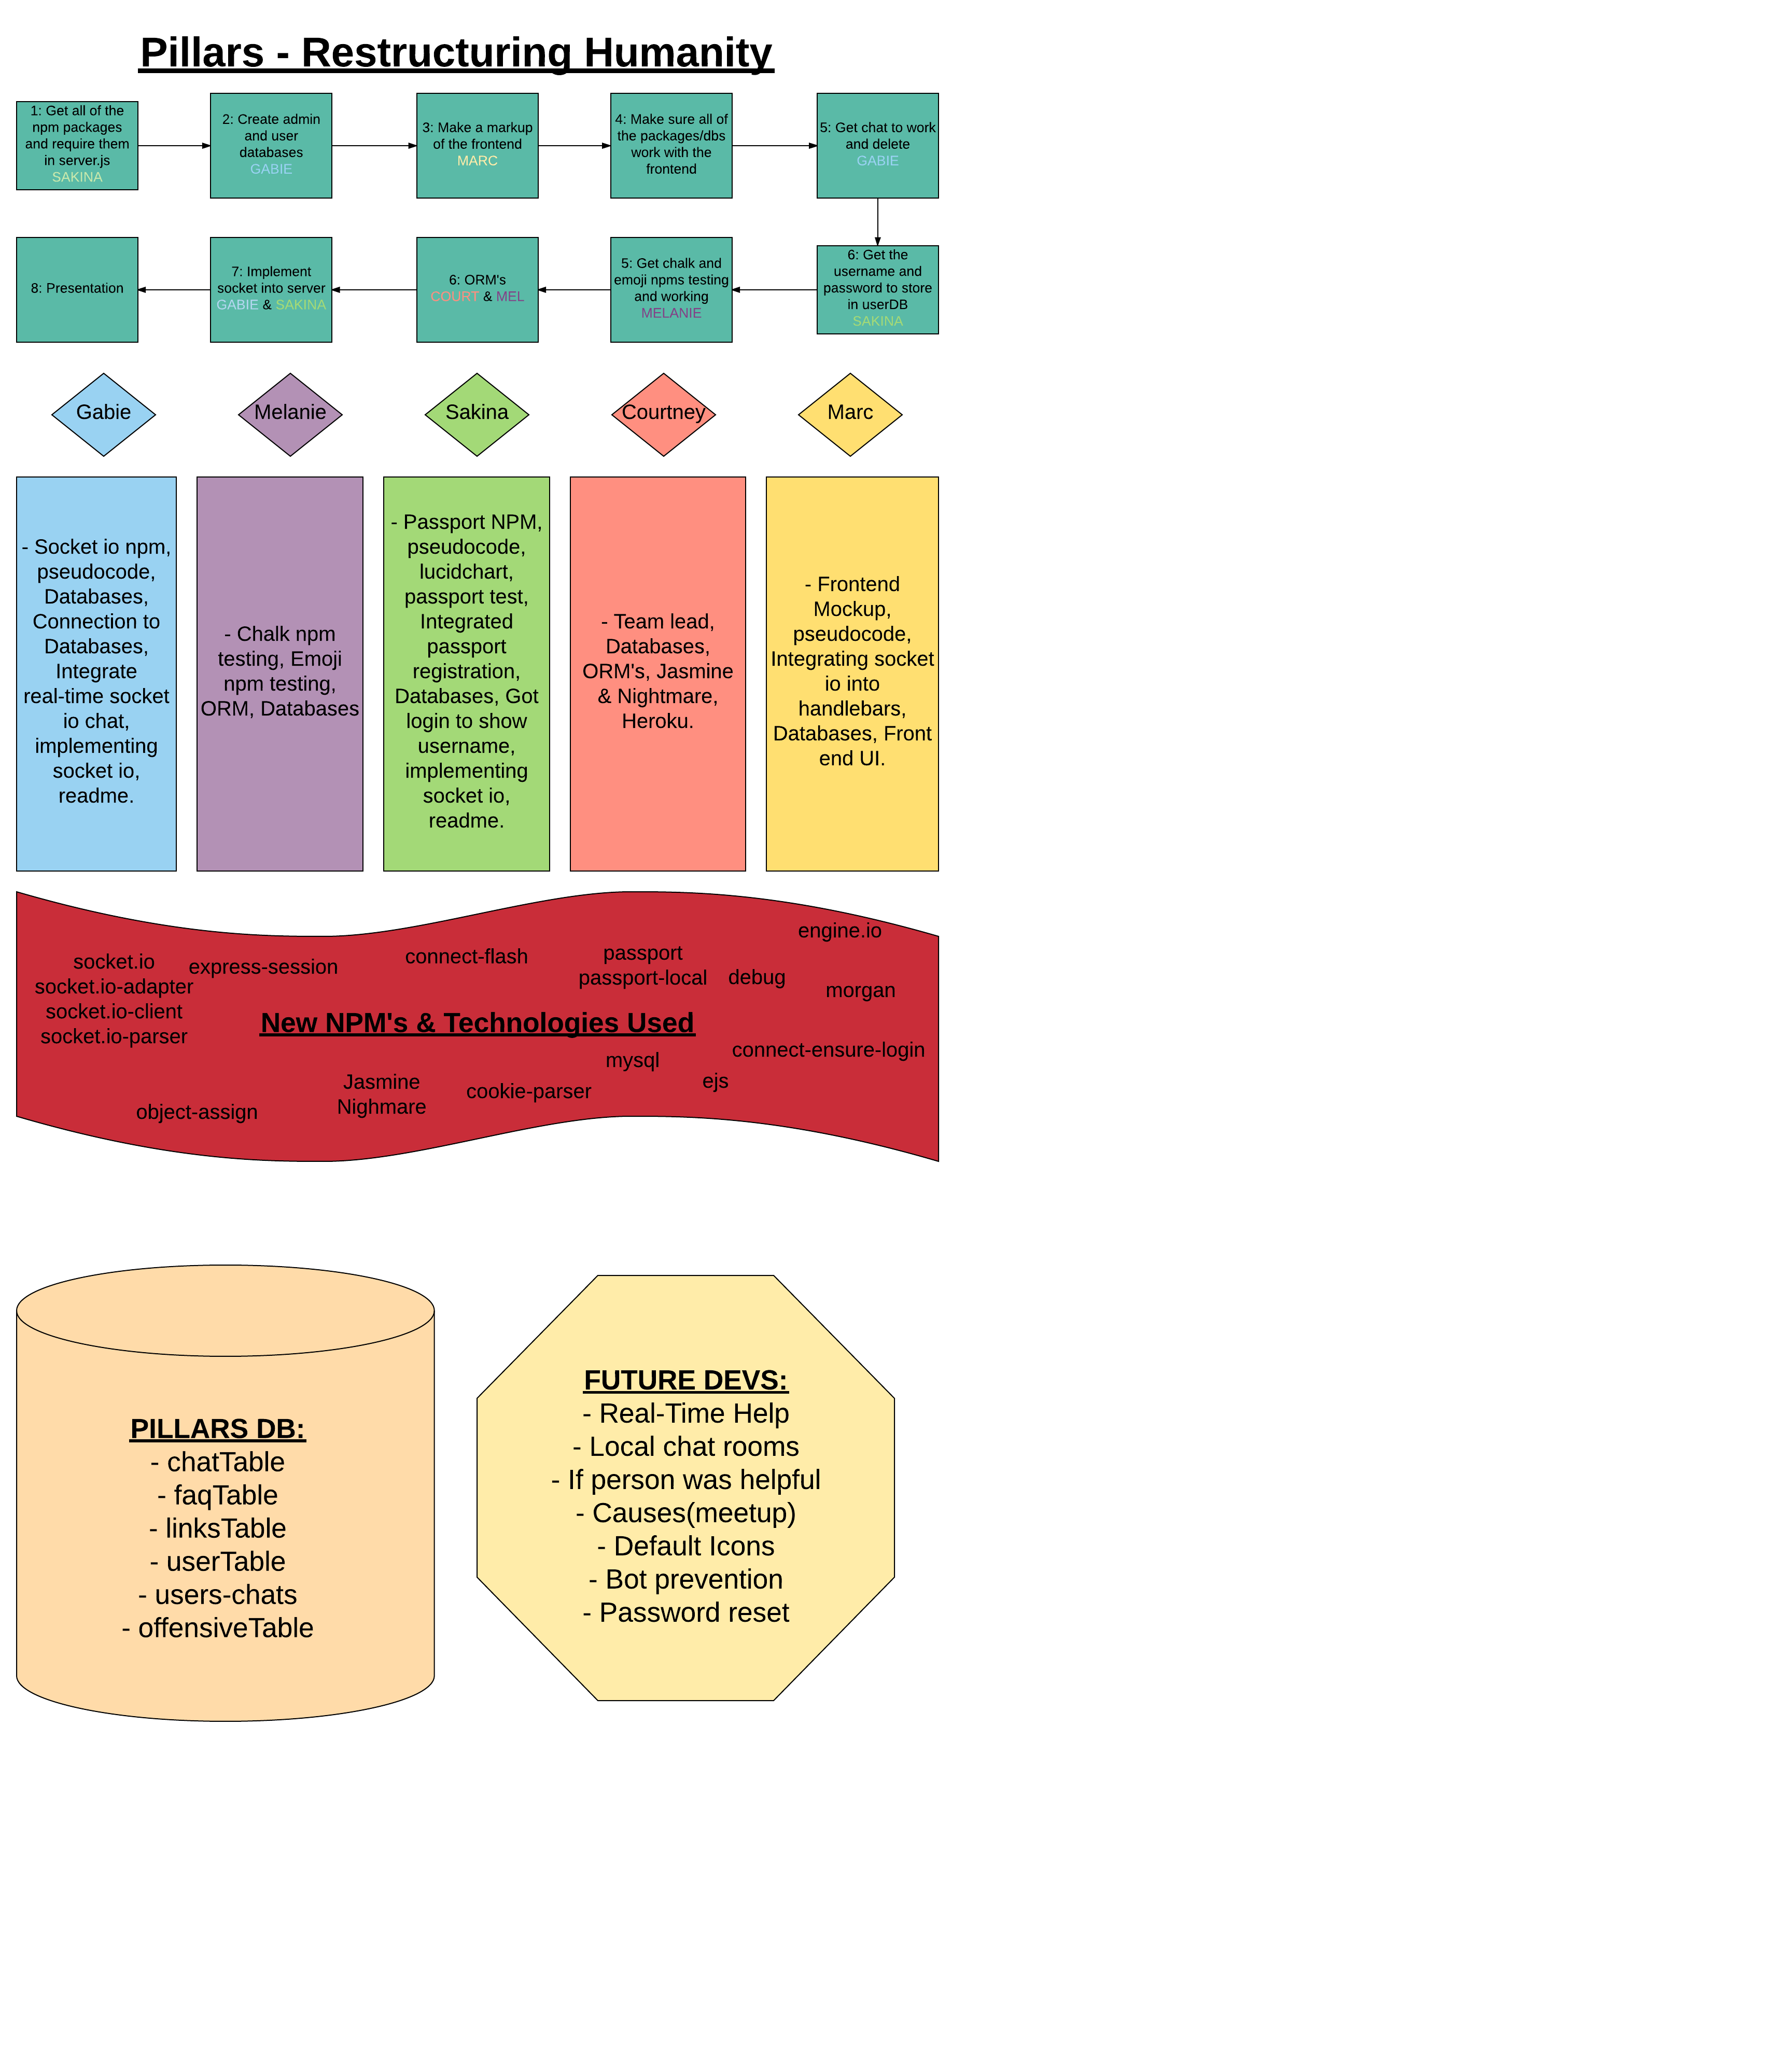 Pillars - Restructuring Humanity
1: Get all of the
npm packages
and require them
in server.js
SAKINA
2: Create admin
and user
databases
GABIE
3: Make a markup
of the frontend
MARC
4: Make sure all of
the packages/dbs
work with the
frontend
5: Get chat to work
and delete
GABIE
6: Get the
username and
password to store
in userDB
SAKINA
5: Get chalk and
emoji npms testing
and working
MELANIE
6: ORM's
COURT & MEL
7: Implement
socket into server
GABIE & SAKINA
8: Presentation
Gabie
Melanie
Sakina
Courtney
Marc
- Socket io npm,
pseudocode,
Databases,
Connection to
Databases,
Integrate
real-time socket
io chat,
implementing
socket io,
readme.
- Chalk npm
testing, Emoji
npm testing,
ORM, Databases
- Passport NPM,
pseudocode,
lucidchart,
passport test,
Integrated
passport
registration,
Databases, Got
login to show
username,
implementing
socket io,
readme.
- Team lead,
Databases,
ORM's, Jasmine
& Nightmare,
Heroku.
- Frontend
Mockup,
pseudocode,
Integrating socket
io into
handlebars,
Databases, Front
end UI.
socket.io
socket.io-adapter
socket.io-client
socket.io-parser
express-session
connect-flash
passport
passport-local
debug
engine.io
morgan
New NPM's & Technologies Used
mysql
connect-ensure-login
ejs
cookie-parser
Jasmine
Nighmare
object-assign
PILLARS DB:
- chatTable
- faqTable
- linksTable
- userTable
- users-chats
- offensiveTable
FUTURE DEVS:
- Real-Time Help
- Local chat rooms
- If person was helpful
- Causes(meetup)
- Default Icons
- Bot prevention
- Password reset